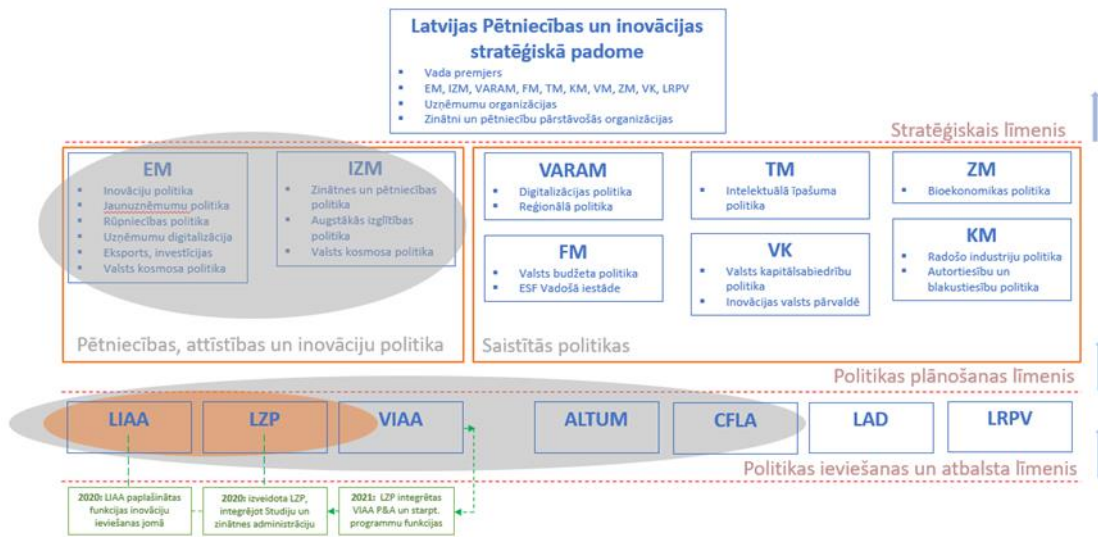 Latvijas Pētniecības un inovācijas
stratēģiskā padome
▪ Vada premjers
▪ EM, IZM, VARAM, FM, TM, KM, VM, ZM, VK, LRPV
▪ Uzņēmumu organizācijas
▪ Zinātni un pētniecību pārstāvošās organizācijas
Stratēģiskais līmenis
EM
▪ Inovāciju politika
▪ Jaunuzņēmumu politika
▪ Rūpniecības politika
▪ Uzņēmumu digitalizācija
▪ Eksports, investīcijas
▪ Valsts kosmosa politika
IZM
▪ Zinātnes un pētniecības
politika
▪ Augstākās izglītības
politika
▪ Valsts kosmosa politika
Pētniecības, attīstības un inovāciju politika
VARAM
▪ Digitalizācijas politika
▪ Reģionālā politika
TM
▪ Intelektuālā īpašuma
politika
ZM
▪ Bioekonomikas politika
FM
▪ Valsts budžeta politika
▪ ESF Vadošā iestāde
VK
▪ Valsts kapitālsabiedrību
politika
▪ Inovācijas valsts pārvaldē
KM
▪ Radošo industriju politika
▪ Autortiesību un
blakustiesību politika
Saistītās politikas
Politikas plānošanas līmenis
LIAA
LZP
VIAA
ALTUM
CFLA
LAD
LRPV
Politikas ieviešanas un atbalsta līmenis
2020: LIAA paplašinātas
funkcijas inovāciju
ieviešanas jomā
2020: izveidota LZP,
integrējot Studiju un
zinātnes administrāciju
2021: LZP integrētas
VIAA P&A un starpt.
programmu funkcijas